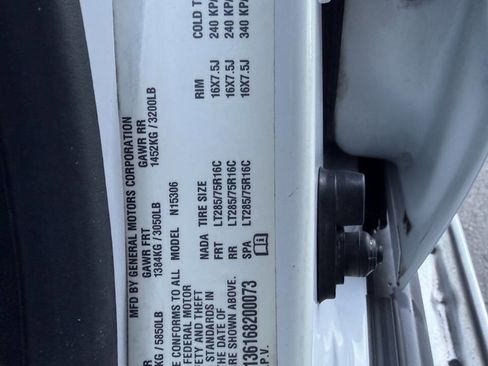 MFD BY GENERAL MOTORS CORPORATION
GAWR FRT GAWR RR
KG / 5850LB 1384KG / 3050LB 1452KG / 3200LB
E CONFORMS TO ALL MODEL N15306
FEDERAL MOTOR
ETY AND THEFT NADA TIRE SIZE RIM COLD T
STANDARDS IN FRT LT285/75R16C 16X7.5J 240 KPA
THE DATE OF RR LT285/75R16C 16X7.5J 240 KPA
RE SHOWN ABOVE. SPA LT285/75R16C 16X7.5J 340 KPA
136168200073
P.V.